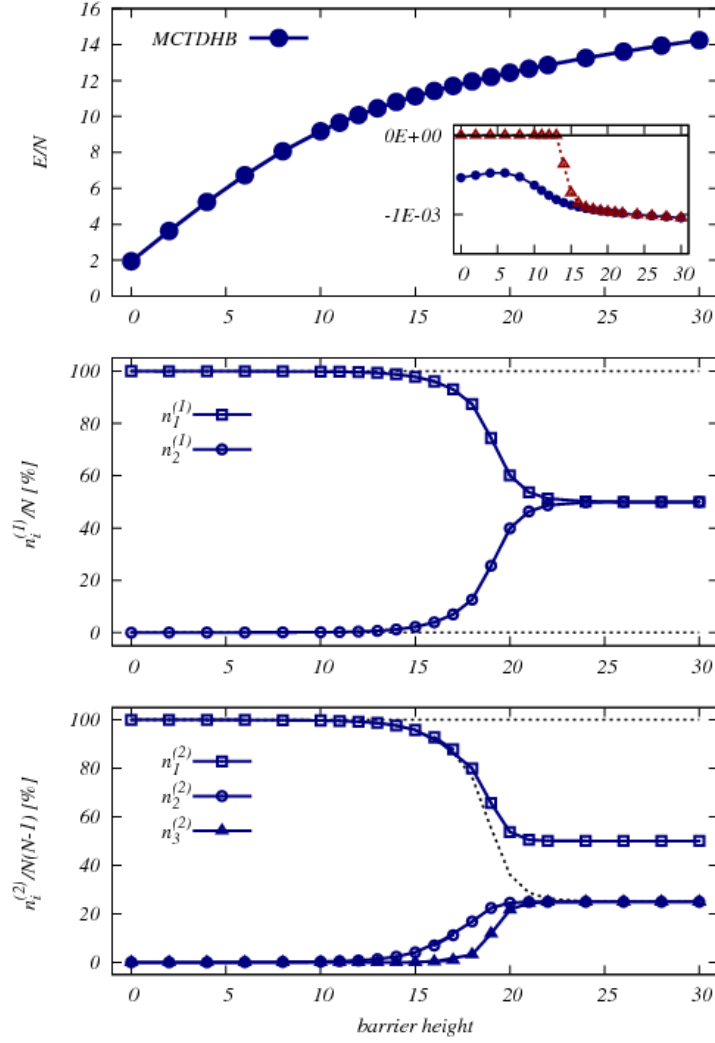 16
14
12
10
8
6
4
2
0
E/N
MCTDHB
0E+00
-1E-03
0 5 10 15 20 25 30
0 5 10 15 20 25 30
100
80
60
40
20
0
n_i^(1)/N [%]
n_1^(1)
n_2^(1)
0 5 10 15 20 25 30
100
80
60
40
20
0
n_i^(2)/N(N-1) [%]
n_1^(2)
n_2^(2)
n_3^(2)
0 5 10 15 20 25 30
barrier height